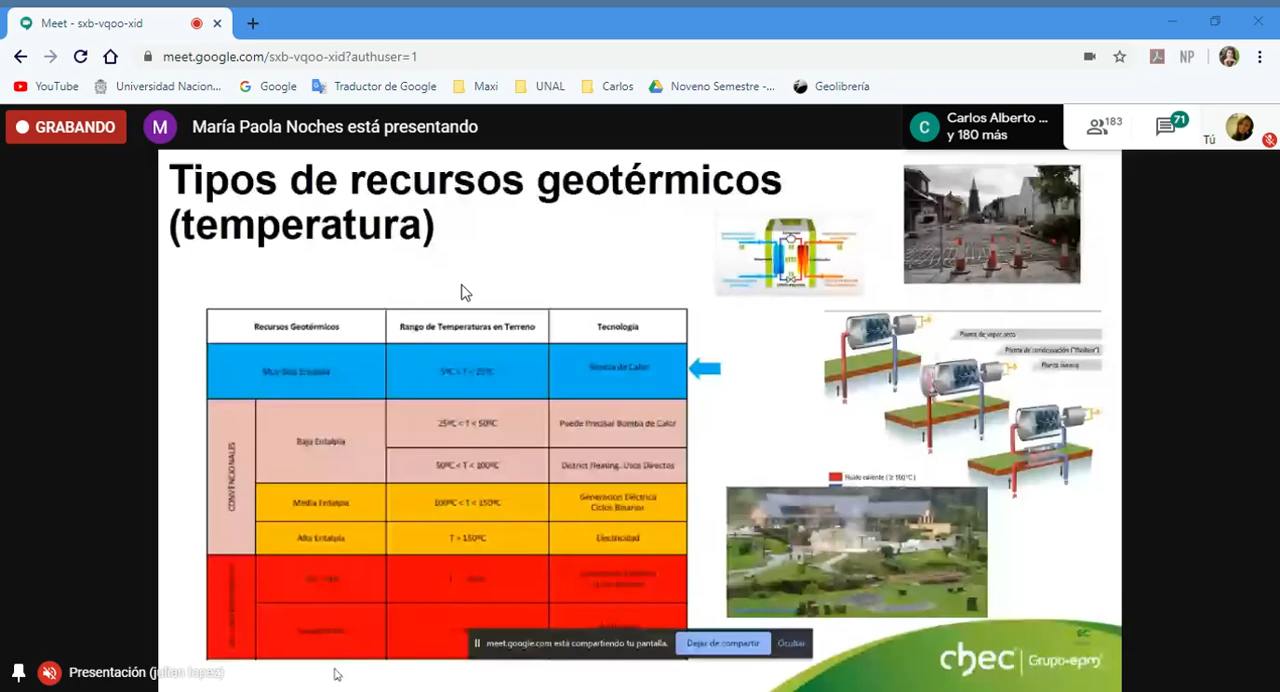 Meet - sxb-vqoo-xid
meet.google.com/sxb-vqoo-xid?authuser=1
NP
YouTube
Universidad Nacion...
Google
Traductor de Google
Maxi
UNAL
Carlos
Noveno Semestre -...
Geolibrería
GRABANDO
M
María Paola Noches está presentando
C
Carlos Alberto ...
y 180 más
183
71
Tú
Tipos de recursos geotérmicos
(temperatura)
Recursos Geotérmicos
Rango de Temperaturas en Terreno
Tecnología
Muy Baja Entalpía
5ºC < T < 25ºC
Bomba de Calor
CONVENCIONALES
Baja Entalpía
25ºC < T < 50ºC
Puede Precisar Bomba de Calor
50ºC < T < 100ºC
District Heating. Usos Directos
Media Entalpía
100ºC < T < 150ºC
Generación Eléctrica
Ciclos Binarios
Alta Entalpía
T > 150ºC
Electricidad
Planta de vapor seco
Planta de condensación ("flasheo")
Planta binaria
Fluido caliente (≥ 150°C)
meet.google.com está compartiendo tu pantalla.
Dejar de compartir
Ocultar
Presentación (julian lopez)
chec
Grupo•epm